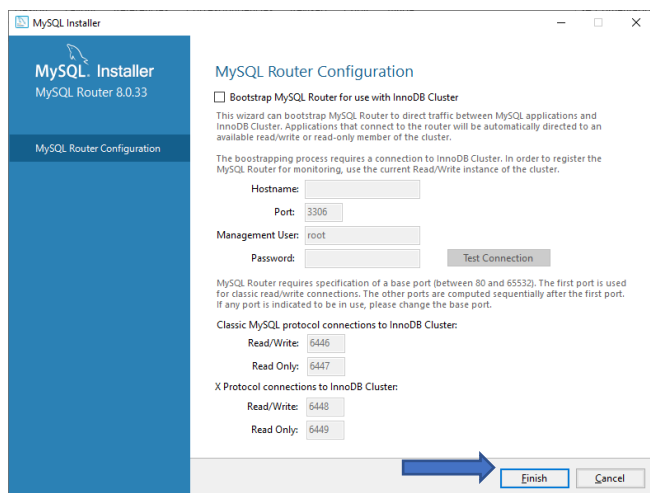 MySQL Installer
MySQL. Installer
MySQL Router 8.0.33
MySQL Router Configuration
MySQL Router Configuration
Bootstrap MySQL Router for use with InnoDB Cluster
This wizard can bootstrap MySQL Router to direct traffic between MySQL applications and
InnoDB Cluster. Applications that connect to the router will be automatically directed to an
available read/write or read-only member of the cluster.
The boostrapping process requires a connection to InnoDB Cluster. In order to register the
MySQL Router for monitoring, use the current Read/Write instance of the cluster.
Hostname:
Port: 3306
Management User: root
Password: Test Connection
MySQL Router requires specification of a base port (between 80 and 65532). The first port is used
for classic read/write connections. The other ports are computed sequentially after the first port.
If any port is indicated to be in use, please change the base port.
Classic MySQL protocol connections to InnoDB Cluster:
Read/Write: 6446
Read Only: 6447
X Protocol connections to InnoDB Cluster:
Read/Write: 6448
Read Only: 6449
Finish Cancel